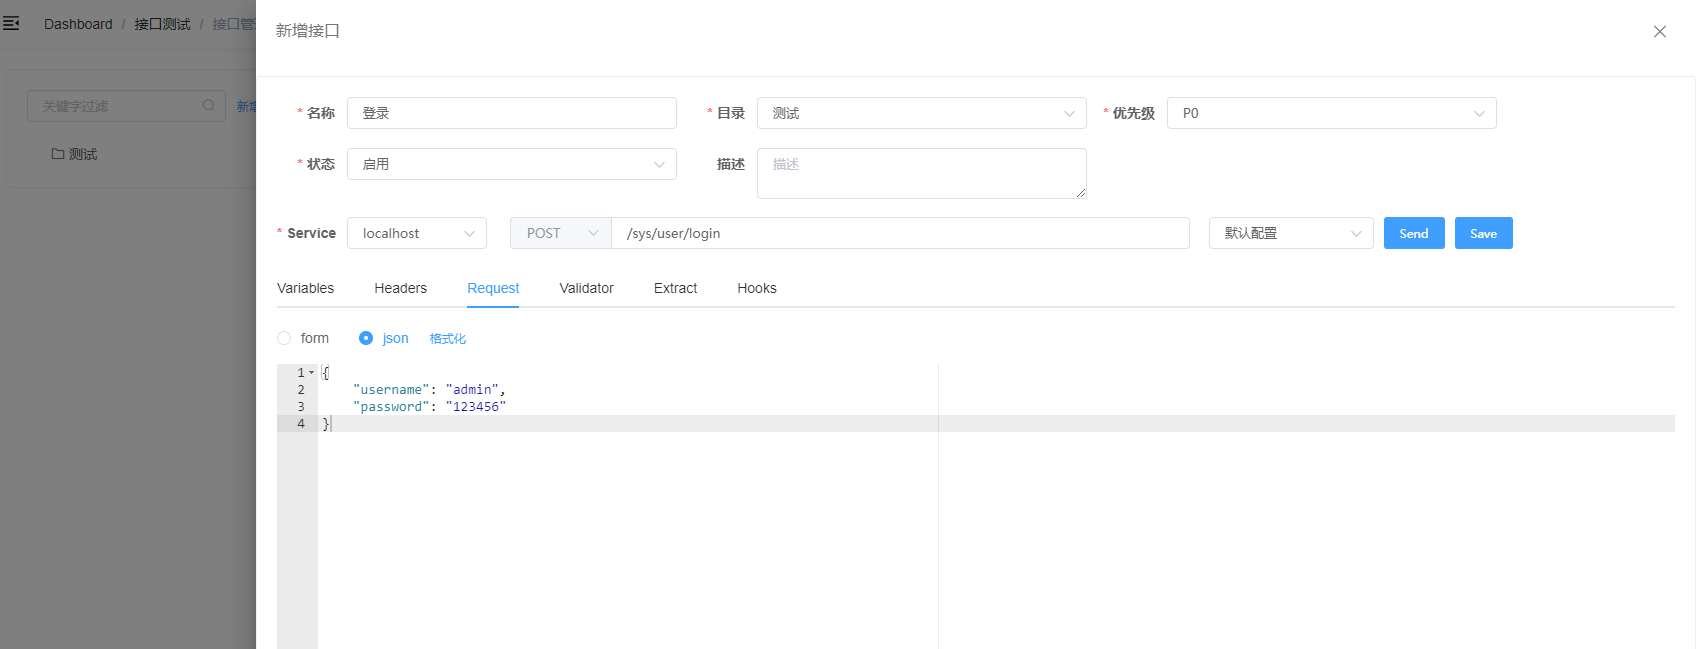 Dashboard / 接口测试 / 接口管
新增接口
关键字过滤 新增
测试
* 名称 登录 * 目录 测试 * 优先级 P0
* 状态 启用 描述 描述
* Service localhost POST /sys/user/login 默认配置 Send Save
Variables Headers Request Validator Extract Hooks
form json 格式化
1 {
2 "username": "admin",
3 "password": "123456"
4 }